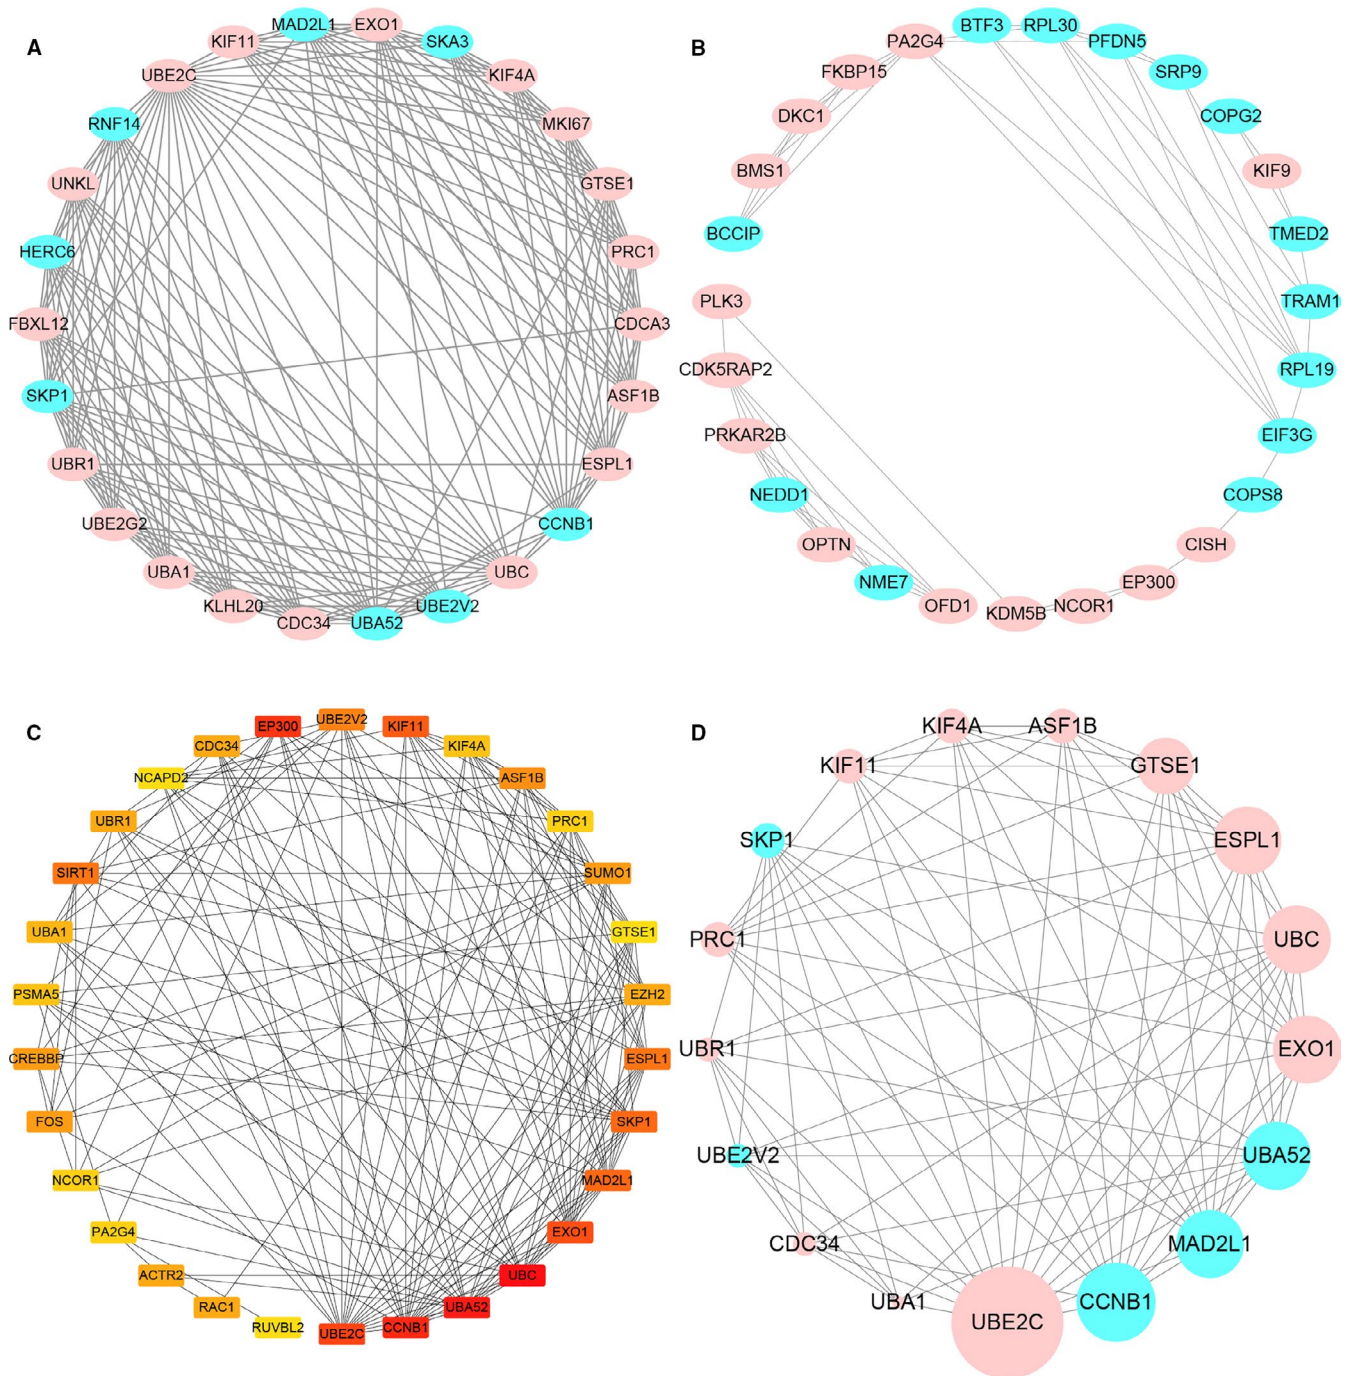 A
MAD2L1
EXO1
KIF11
SKA3
UBE2C
KIF4A
RNF14
MKI67
UNKL
GTSE1
HERC6
PRC1
FBXL12
CDCA3
SKP1
ASF1B
UBR1
ESPL1
UBE2G2
CCNB1
UBA1
UBC
KLHL20
UBE2V2
CDC34
UBA52
B
PA2G4
BTF3
RPL30
PFDN5
FKBP15
SRP9
DKC1
COPG2
BMS1
KIF9
BCCIP
TMED2
PLK3
TRAM1
CDK5RAP2
RPL19
PRKAR2B
EIF3G
NEDD1
COPS8
OPTN
CISH
NME7
EP300
OFD1
KDM5B
NCOR1
C
EP300
UBE2V2
KIF11
CDC34
KIF4A
NCAPD2
ASF1B
UBR1
PRC1
SIRT1
SUMO1
UBA1
GTSE1
PSMA5
EZH2
CREBBP
ESPL1
FOS
SKP1
NCOR1
MAD2L1
PA2G4
EXO1
ACTR2
UBC
RAC1
UBA52
RUVBL2
UBE2C
CCNB1
D
KIF4A
ASF1B
KIF11
GTSE1
SKP1
ESPL1
PRC1
UBC
UBR1
EXO1
UBE2V2
UBA52
CDC34
MAD2L1
UBA1
UBE2C
CCNB1